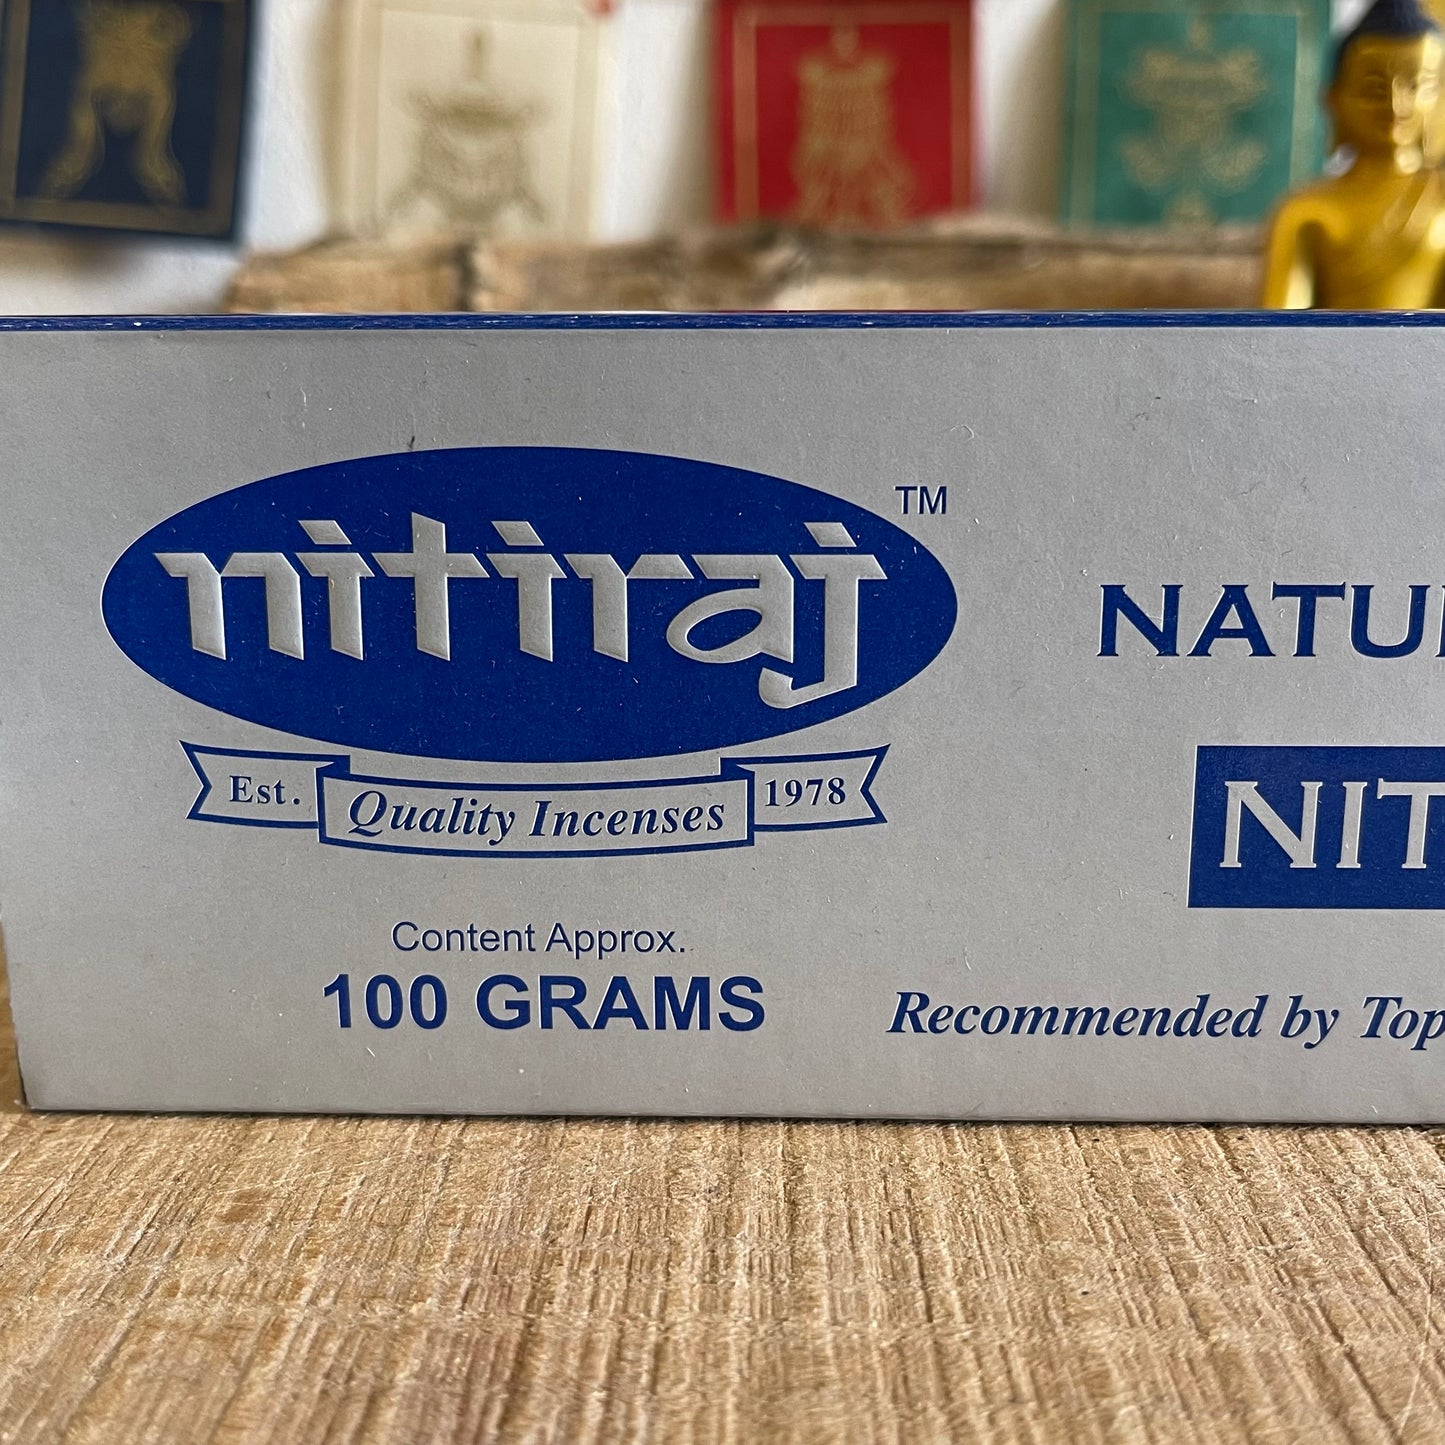 nitiraj TM
Est. Quality Incenses 1978
Content Approx.
100 GRAMS
NATU
NIT
Recommended by Top